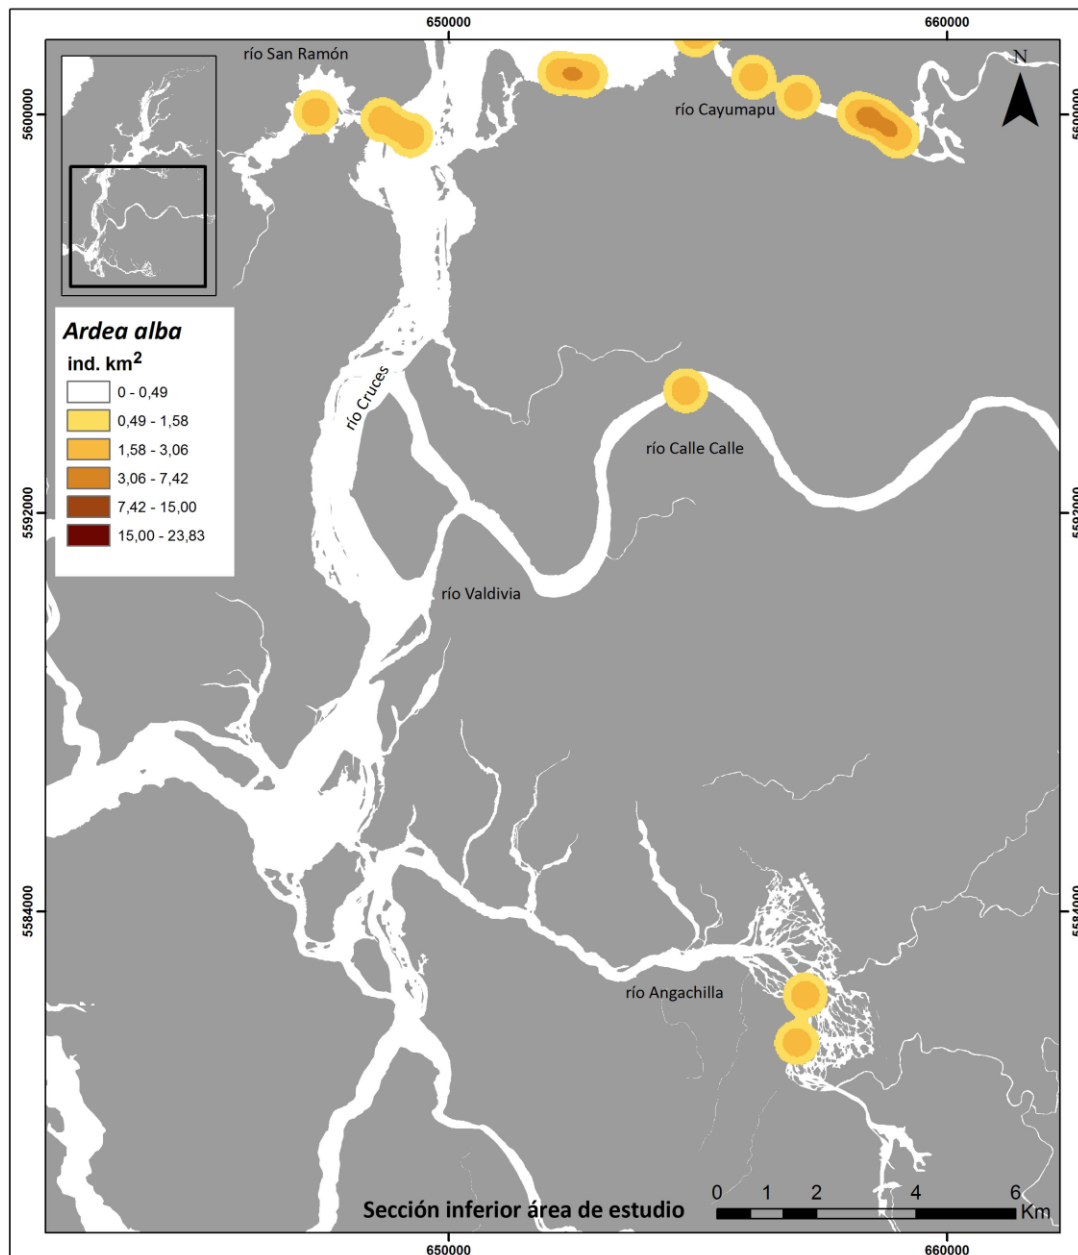 650000
660000
río San Ramón
N
5600000
río Cayumapu
5600000
Ardea alba
ind. km²
0 - 0,49
0,49 - 1,58
1,58 - 3,06
3,06 - 7,42
7,42 - 15,00
15,00 - 23,83
río Cruces
río Calle Calle
5592000
5592000
río Valdivia
5584000
5584000
río Angachilla
Sección inferior área de estudio
0 1 2 4 6
Km
650000
660000